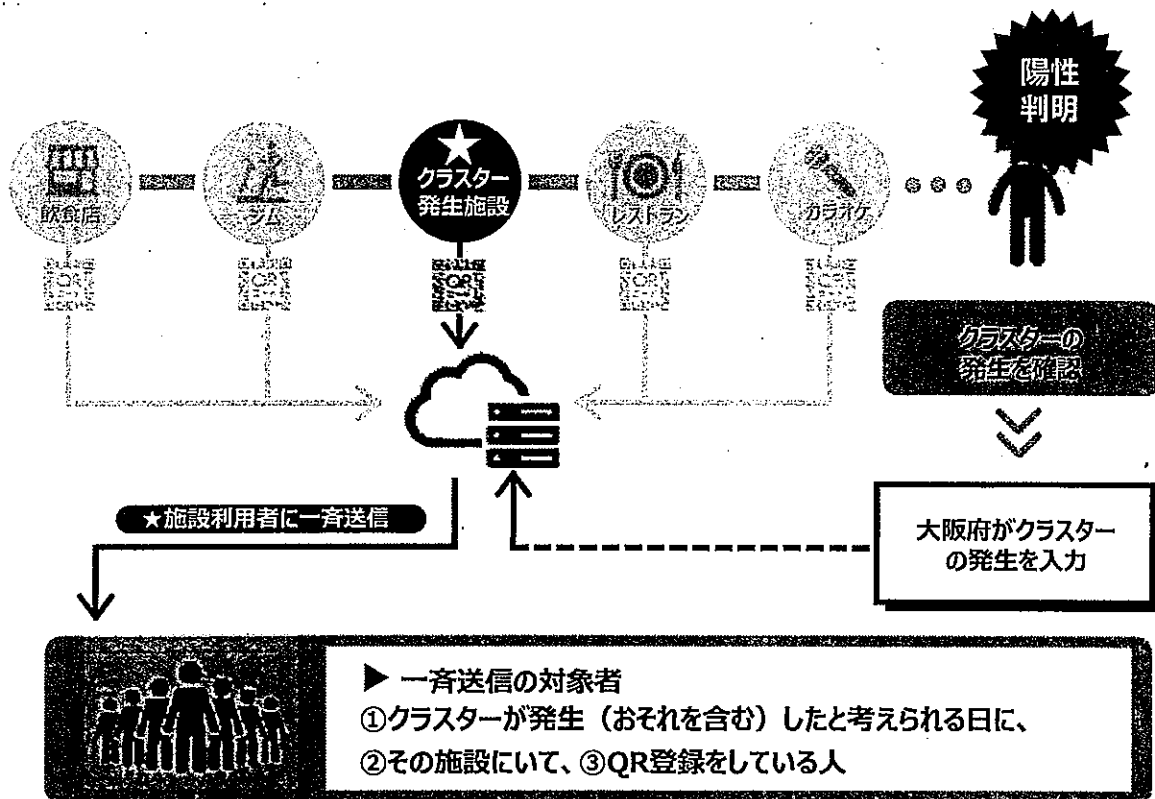 陽性
判明
飲食店
ジム
★
クラスター
発生施設
レストラン
カラオケ
QR
QR
QR
QR
QR
クラスターの
発生を確認
★施設利用者に一斉送信
大阪府がクラスター
の発生を入力
▶ 一斉送信の対象者
①クラスターが発生（おそれを含む）したと考えられる日に、
②その施設にいて、③QR登録をしている人